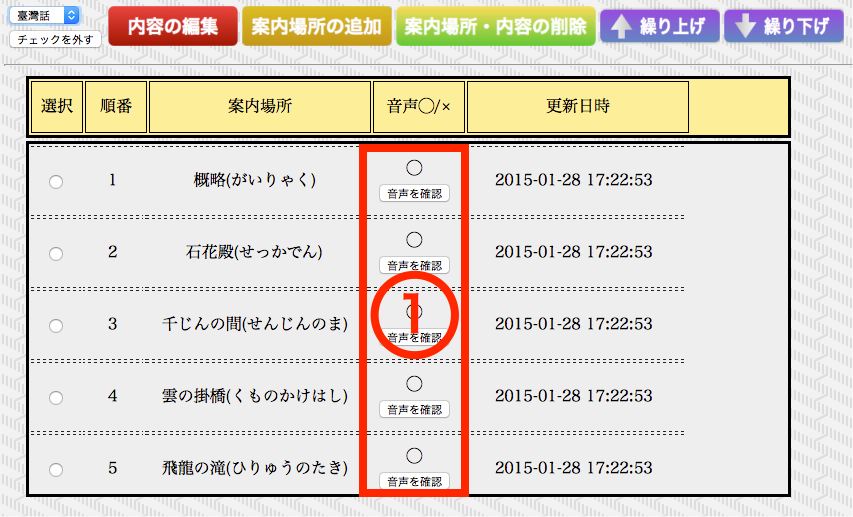 臺灣話
チェックを外す
内容の編集
案内場所の追加
案内場所・内容の削除
繰り上げ
繰り下げ
選択 順番 案内場所 音声◯/× 更新日時
1 概略(がいりゃく) ◯ 音声を確認 2015-01-28 17:22:53
2 石花殿(せっかでん) ◯ 音声を確認 2015-01-28 17:22:53
3 千じんの間(せんじんのま) ◯ 音声を確認 2015-01-28 17:22:53
1
4 雲の掛橋(くものかけはし) ◯ 音声を確認 2015-01-28 17:22:53
5 飛龍の滝(ひりゅうのたき) ◯ 音声を確認 2015-01-28 17:22:53